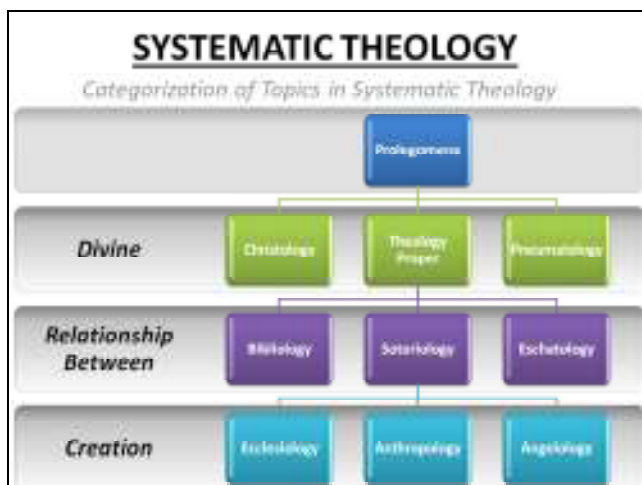 SYSTEMATIC THEOLOGY
Categorization of Topics in Systematic Theology
Prolegomena
Divine
Christology
Theology
Proper
Pneumatology
Relationship
Between
Bibliology
Soteriology
Eschatology
Creation
Ecclesiology
Anthropology
Angelology